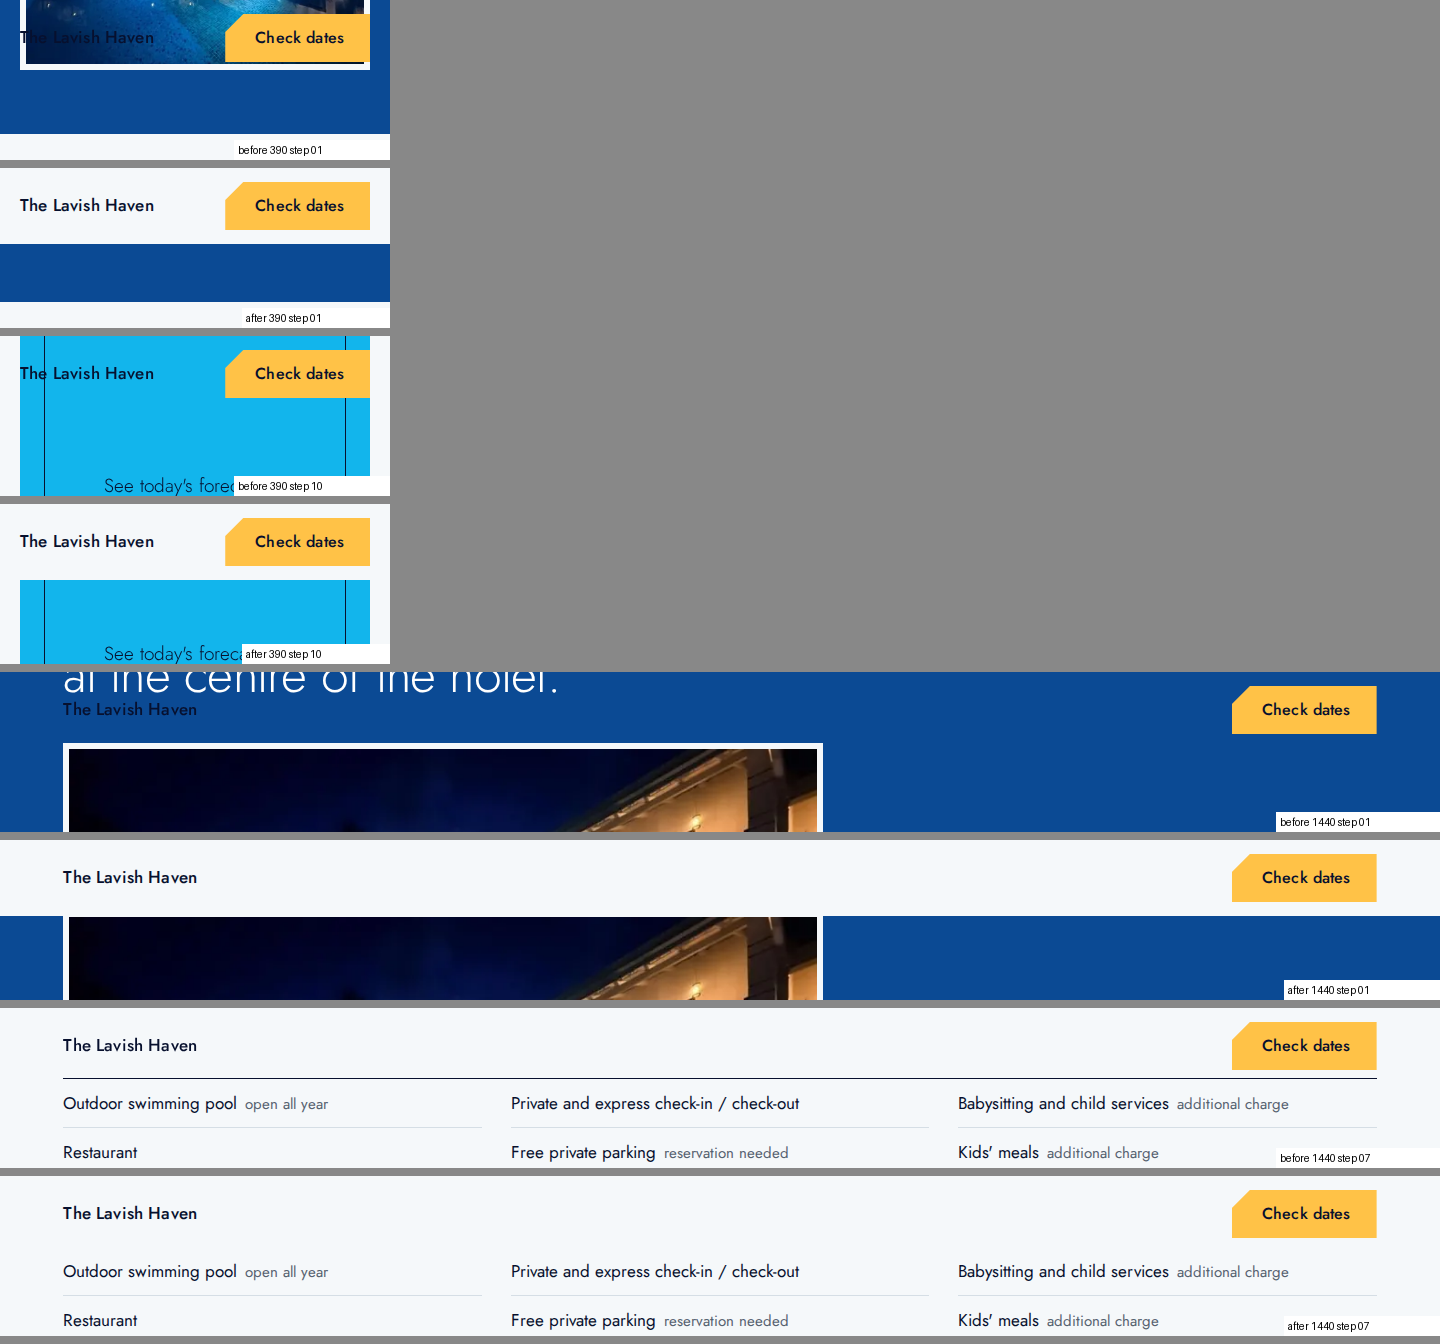 The Lavish Haven
Check dates
before 390 step 01
The Lavish Haven
Check dates
after 390 step 01
The Lavish Haven
Check dates
See today's forec
before 390 step 10
The Lavish Haven
Check dates
See today's foreca
after 390 step 10
at the centre of the hotel.
The Lavish Haven
Check dates
before 1440 step 01
The Lavish Haven
Check dates
after 1440 step 01
The Lavish Haven
Check dates
Outdoor swimming pool open all year
Private and express check-in / check-out
Babysitting and child services additional charge
Restaurant
Free private parking reservation needed
Kids' meals additional charge
before 1440 step 07
The Lavish Haven
Check dates
Outdoor swimming pool open all year
Private and express check-in / check-out
Babysitting and child services additional charge
Restaurant
Free private parking reservation needed
Kids' meals additional charge
after 1440 step 07